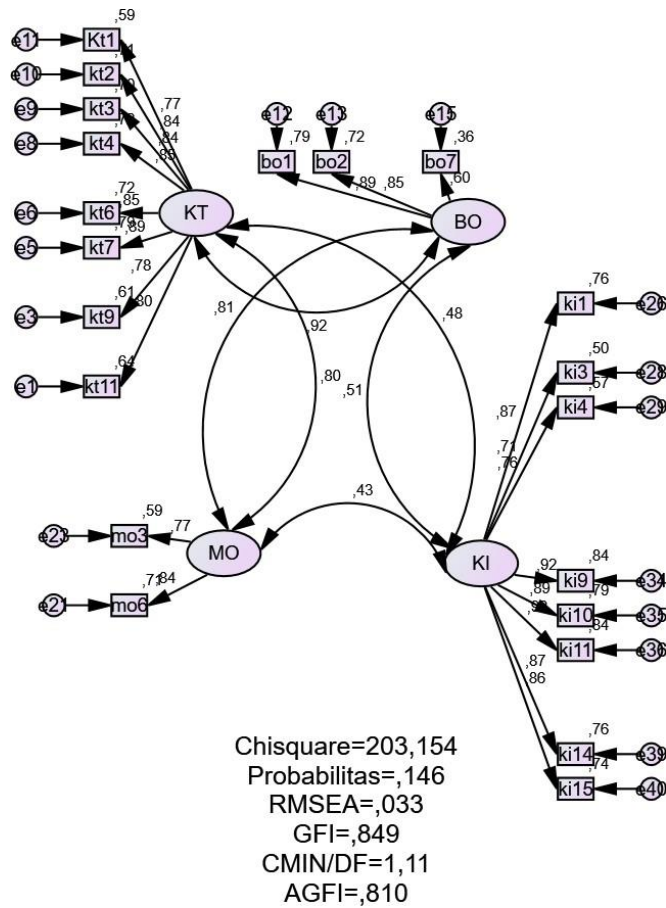 ,59
e11 Kt1
,71
e10 kt2
,77
e12 e13 e15
e9 kt3
,84
,79 ,72 ,36
,84
e8 kt4
,85
bo1 bo2 bo7
,89 ,85 ,60
,72
e6 kt6 ,85 KT BO
,79
e5 kt7 ,89
,78
,76
,61 ,81 ,48
ki1 e26
e3 kt9 ,80 ,92
,50
,64 ,80
ki3 e28
e1 kt11 ,51
,57
ki4 e29
,87
,71
,76
,43
,59
e23 mo3 ,77 MO KI
,92 ,84
ki9 e34
,71
e21 mo6 ,84
,89 ,79
ki10 e35
,84
ki11 e36
,87
,86
,76
ki14 e39
,74
ki15 e40
Chisquare=203,154
Probabilitas=,146
RMSEA=,033
GFI=,849
CMIN/DF=1,11
AGFI=,810